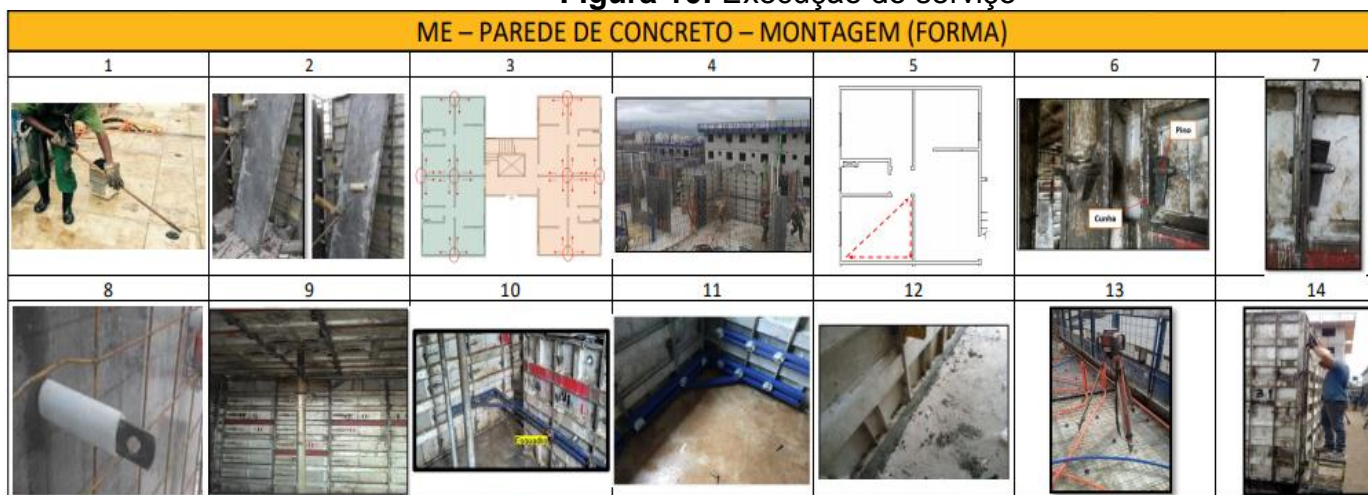 Figura Execução do serviço
ME – PAREDE DE CONCRETO – MONTAGEM (FORMA)
1 2 3 4 5 6 7
Pino
Cunha
8 9 10 11 12 13 14
Esquadro